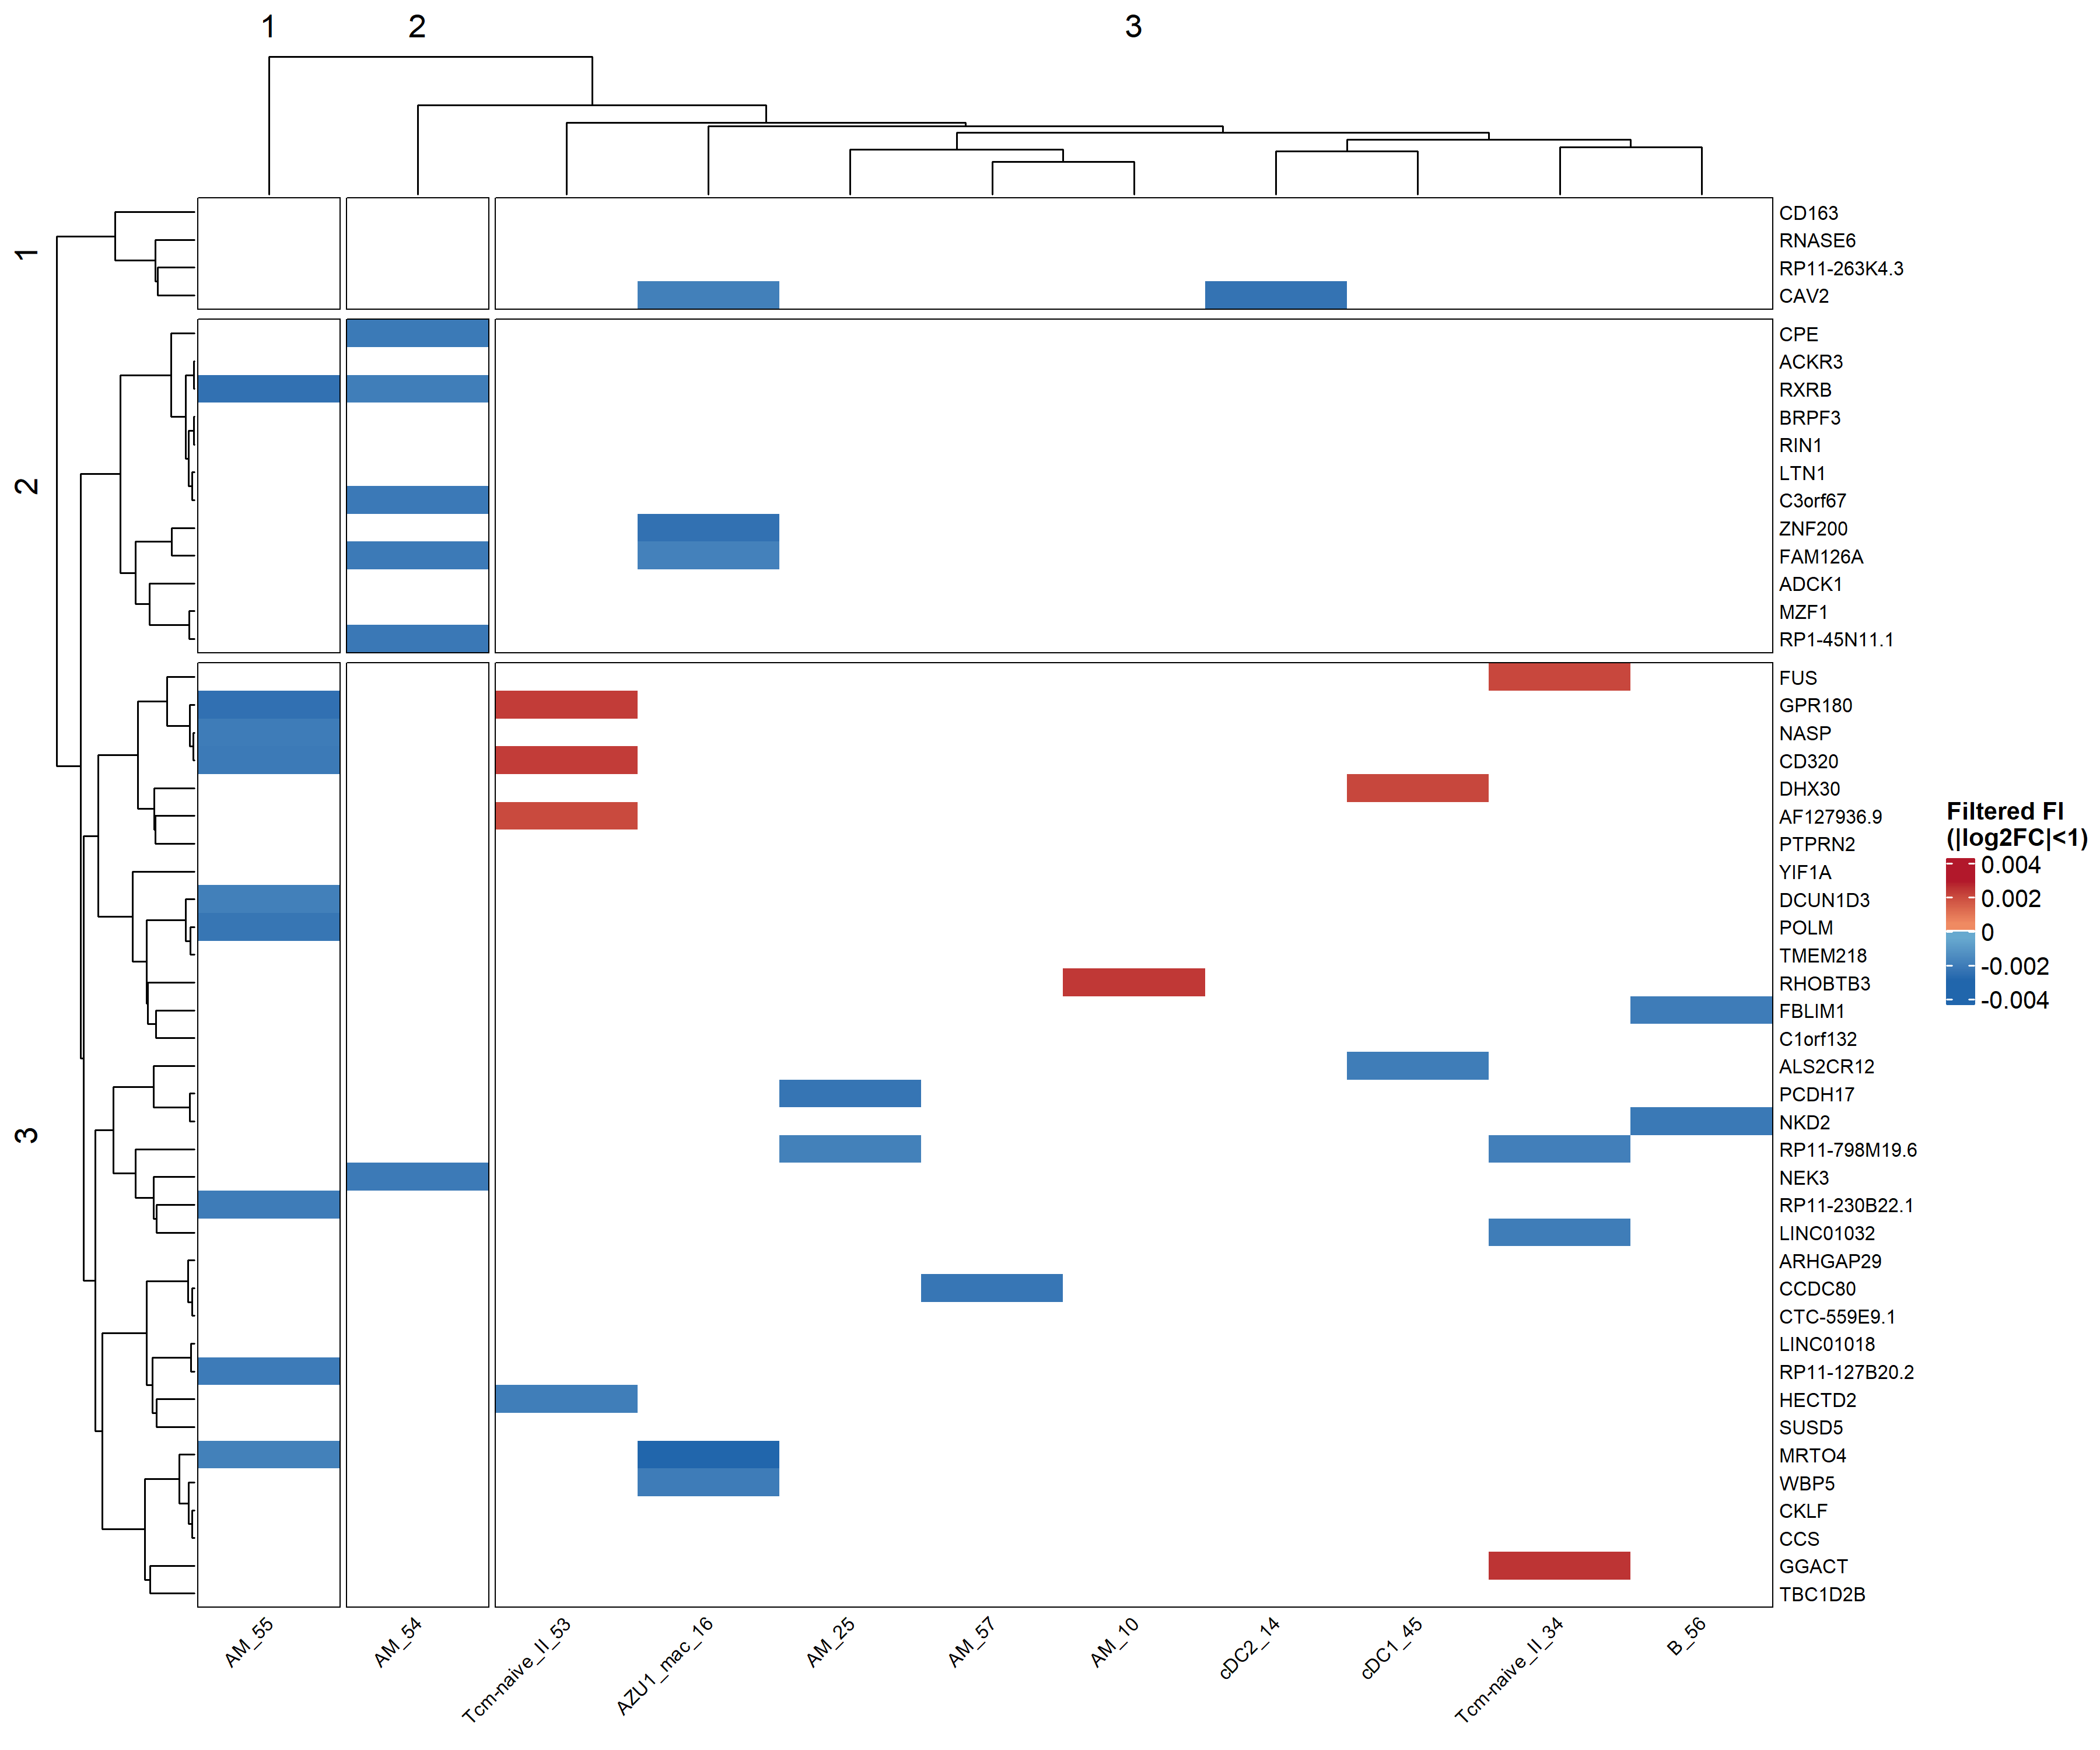 1
2
3
1
2
3
CD163
RNASE6
RP11-263K4.3
CAV2
CPE
ACKR3
RXRB
BRPF3
RIN1
LTN1
C3orf67
ZNF200
FAM126A
ADCK1
MZF1
RP1-45N11.1
FUS
GPR180
NASP
CD320
DHX30
AF127936.9
PTPRN2
YIF1A
DCUN1D3
POLM
TMEM218
RHOBTB3
FBLIM1
C1orf132
ALS2CR12
PCDH17
NKD2
RP11-798M19.6
NEK3
RP11-230B22.1
LINC01032
ARHGAP29
CCDC80
CTC-559E9.1
LINC01018
RP11-127B20.2
HECTD2
SUSD5
MRTO4
WBP5
CKLF
CCS
GGACT
TBC1D2B
Filtered FI
(|log2FC|<1)
0.004
0.002
0
-0.002
-0.004
AM_55
AM_54
Tcm-naive_II_53
AZU1_mac_16
AM_25
AM_57
AM_10
cDC2_14
cDC1_45
Tcm-naive_II_34
B_56